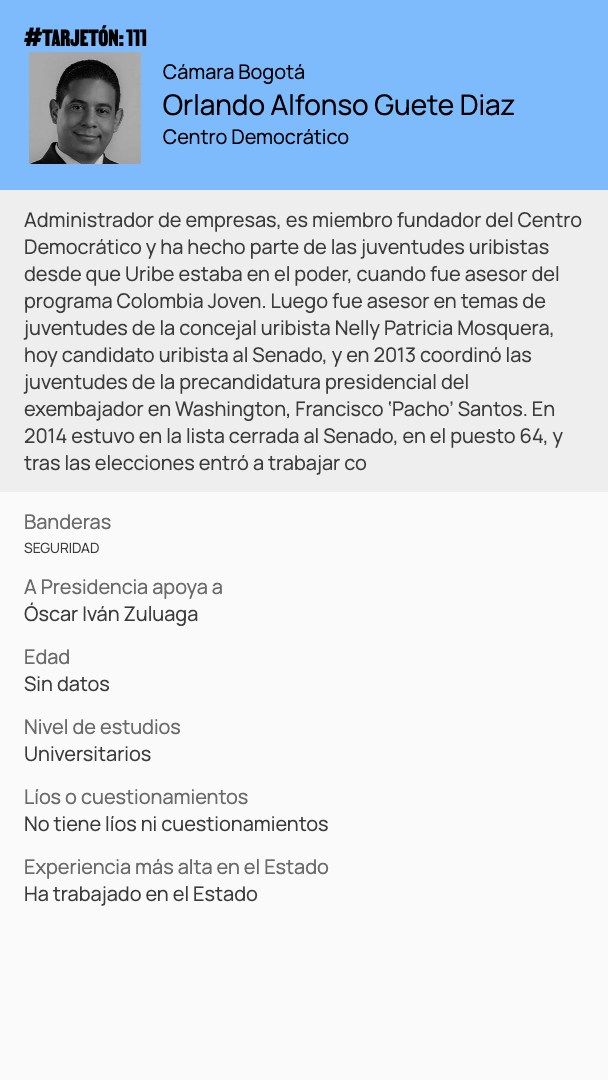 #TARJETÓN: 111
Cámara Bogotá
Orlando Alfonso Guete Diaz
Centro Democrático
Administrador de empresas, es miembro fundador del Centro
Democrático y ha hecho parte de las juventudes uribistas
desde que Uribe estaba en el poder, cuando fue asesor del
programa Colombia Joven. Luego fue asesor en temas de
juventudes de la concejal uribista Nelly Patricia Mosquera,
hoy candidato uribista al Senado, y en 2013 coordinó las
juventudes de la precandidatura presidencial del
exembajador en Washington, Francisco ‘Pacho’ Santos. En
2014 estuvo en la lista cerrada al Senado, en el puesto 64, y
tras las elecciones entró a trabajar co
Banderas
SEGURIDAD
A Presidencia apoya a
Óscar Iván Zuluaga
Edad
Sin datos
Nivel de estudios
Universitarios
Líos o cuestionamientos
No tiene líos ni cuestionamientos
Experiencia más alta en el Estado
Ha trabajado en el Estado